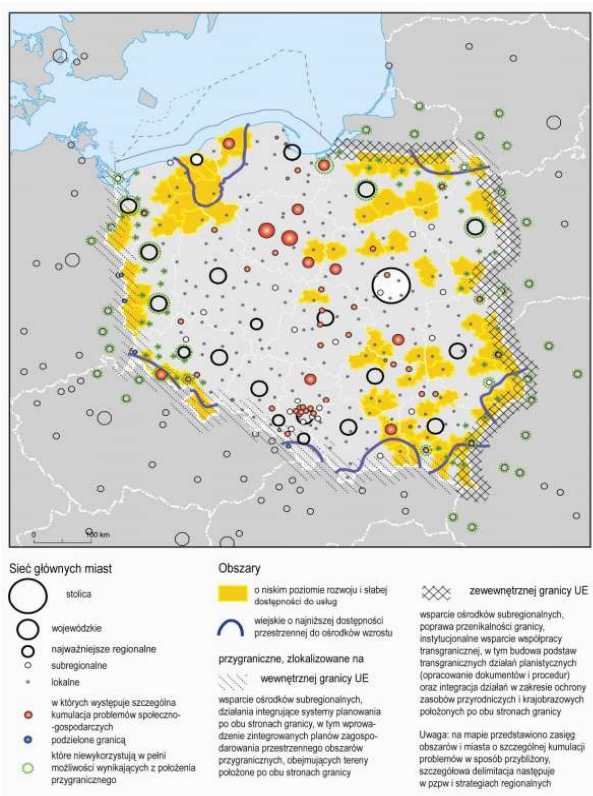 0 100 km
Sieć głównych miast
stolica
wojewódzkie
najważniejsze regionalne
subregionalne
lokalne
w których występuje szczególna
kumulacja problemów społeczno-
-gospodarczych
podzielone granicą
które niewykorzystują w pełni
możliwości wynikających z położenia
przygranicznego
Obszary
o niskim poziomie rozwoju i słabej
dostępności do usług
wiejskie o najniższej dostępności
przestrzennej do ośrodków wzrostu
przygraniczne, zlokalizowane na
wewnętrznej granicy UE
wsparcie ośrodków subregionalnych,
działania integrujące systemy planowania
po obu stronach granicy, w tym wprowa-
dzenie zintegrowanych planów zagospo-
darowania przestrzennego obszarów
przygranicznych, obejmujących tereny
położone po obu stronach granicy
zewewnętrznej granicy UE
wsparcie ośrodków subregionalnych,
poprawa przenikalności granicy,
instytucjonalne wsparcie współpracy
transgranicznej, w tym budowa podstaw
transgranicznych działań planistycznych
(opracowanie dokumentów i procedur)
oraz integracja działań w zakresie ochrony
zasobów przyrodniczych i krajobrazowych
położonych po obu stronach granicy
Uwaga: na mapie przedstawiono zasięg
obszarów i miasta o szczególnej kumulacji
problemów w sposób przybliżony,
szczegółowa delimitacja następuje
w pzpw i strategiach regionalnych